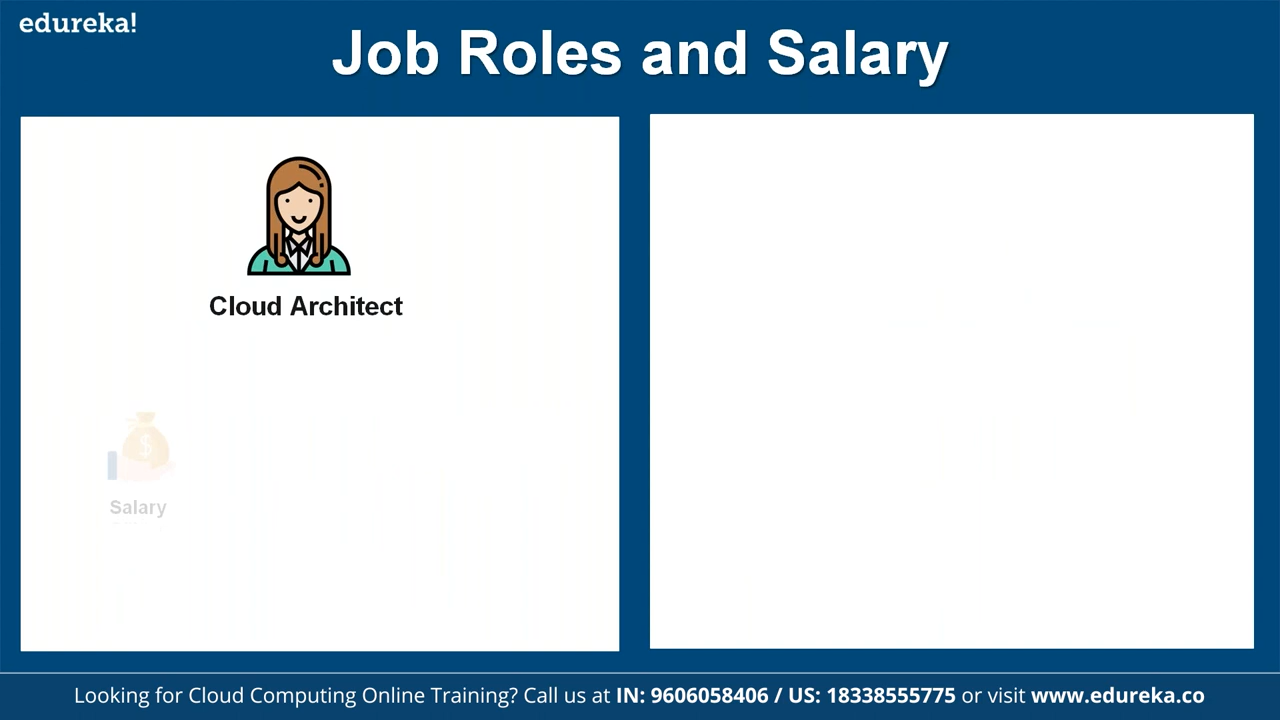 edureka!
Job Roles and Salary
Cloud Architect
Salary
Looking for Cloud Computing Online Training? Call us at IN: 9606058406 / US: 18338555775 or visit www.edureka.co